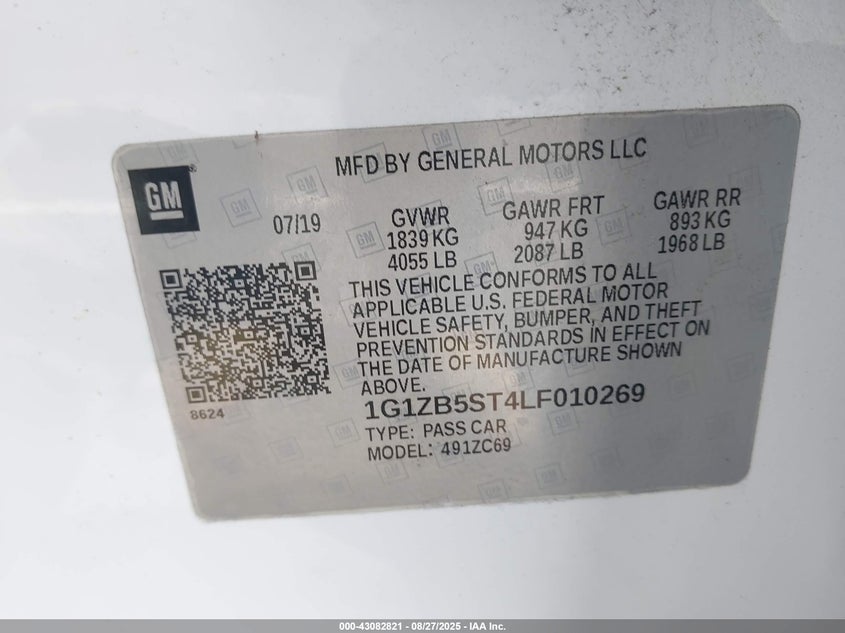 MFD BY GENERAL MOTORS LLC
GM
07/19
GVWR
1839 KG
4055 LB
GAWR FRT
947 KG
2087 LB
GAWR RR
893 KG
1968 LB
THIS VEHICLE CONFORMS TO ALL
APPLICABLE U.S. FEDERAL MOTOR
VEHICLE SAFETY, BUMPER, AND THEFT
PREVENTION STANDARDS IN EFFECT ON
THE DATE OF MANUFACTURE SHOWN
ABOVE.
8624
1G1ZB5ST4LF010269
TYPE: PASS CAR
MODEL: 491ZC69
000-43082821 - 08/27/2025 - IAA Inc.